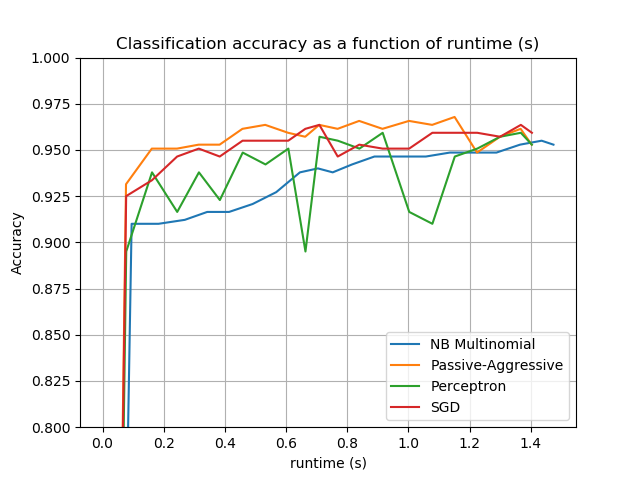 Classification accuracy as a function of runtime (s)
1.000
0.975
0.950
0.925
0.900
0.875
0.850
0.825
0.800
Accuracy
NB Multinomial
Passive-Aggressive
Perceptron
SGD
0.0 0.2 0.4 0.6 0.8 1.0 1.2 1.4
runtime (s)